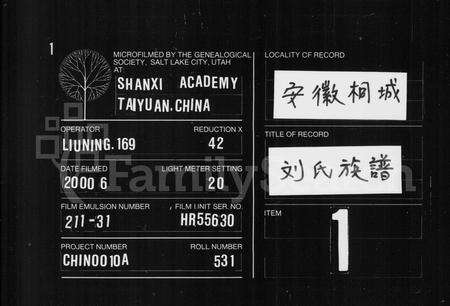 1
MICROFILMED BY THE GENEALOGICAL
SOCIETY, SALT LAKE CITY, UTAH
AT:
SHANXI ACADEMY
TAIYUAN.CHINA
OPERATOR
REDUCTION X
LIUNING.169
42
DATE FILMED
LIGHT METER SETTING
2000 6
20
FILM EMULSION NUMBER
FILM UNIT SER. NO.
211-31
HR55630
PROJECT NUMBER
ROLL NUMBER
CHIN0010A
531
LOCALITY OF RECORD
安徽桐城
TITLE OF RECORD
刘氏族譜
ITEM
1
FamilySearch